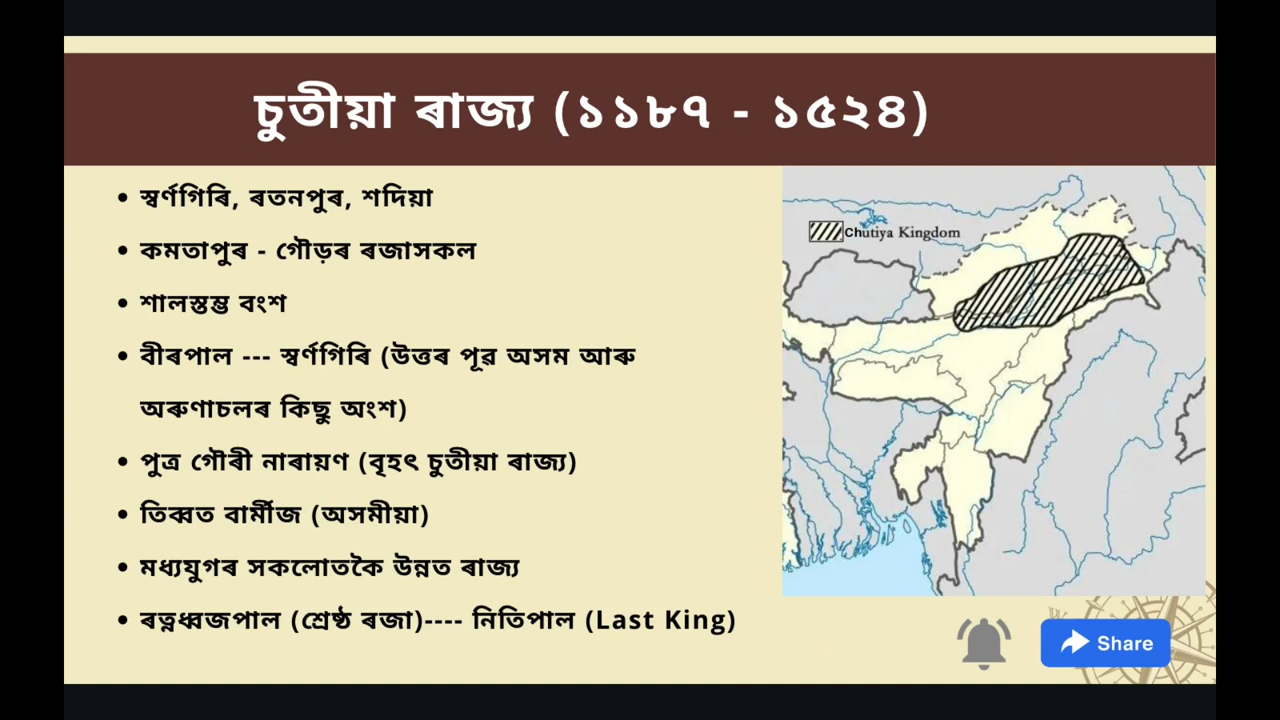 চুতীয়া ৰাজ্য (১১৮৭ - ১৫২৪)
• স্বৰ্ণগিৰি, ৰতনপুৰ, শদিয়া
• কমতাপুৰ - গৌড়ৰ ৰজাসকল
• শালস্তম্ভ বংশ
• বীৰপাল --- স্বৰ্ণগিৰি (উত্তৰ পূৱ অসম আৰু
অৰুণাচলৰ কিছু অংশ)
• পুত্ৰ গৌৰী নাৰায়ণ (বৃহৎ চুতীয়া ৰাজ্য)
• তিব্বত বাৰ্মীজ (অসমীয়া)
• মধ্যযুগৰ সকলোতকৈ উন্নত ৰাজ্য
• ৰত্নধ্বজপাল (শ্ৰেষ্ঠ ৰজা)---- নিতিপাল (Last King)
Chutiya Kingdom
Share